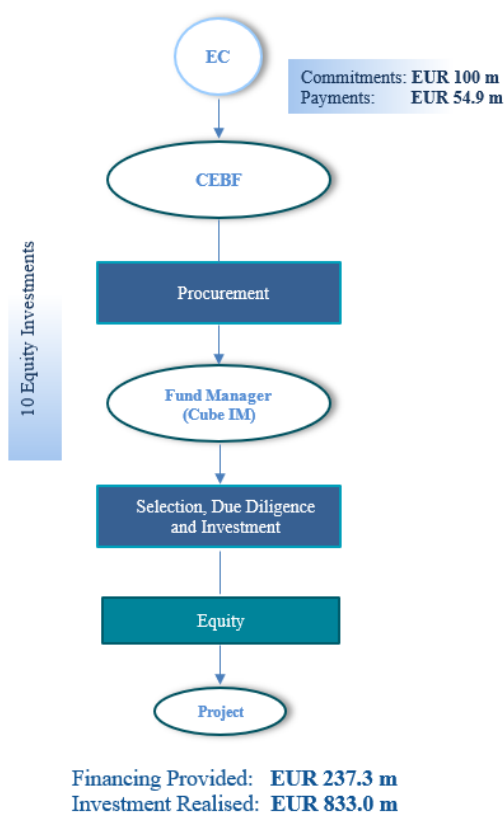 EC
Commitments: EUR 100 m
Payments: EUR 54.9 m
CEBF
10 Equity Investments
Procurement
Fund Manager
(Cube IM)
Selection, Due Diligence
and Investment
Equity
Project
Financing Provided: EUR 237.3 m
Investment Realised: EUR 833.0 m